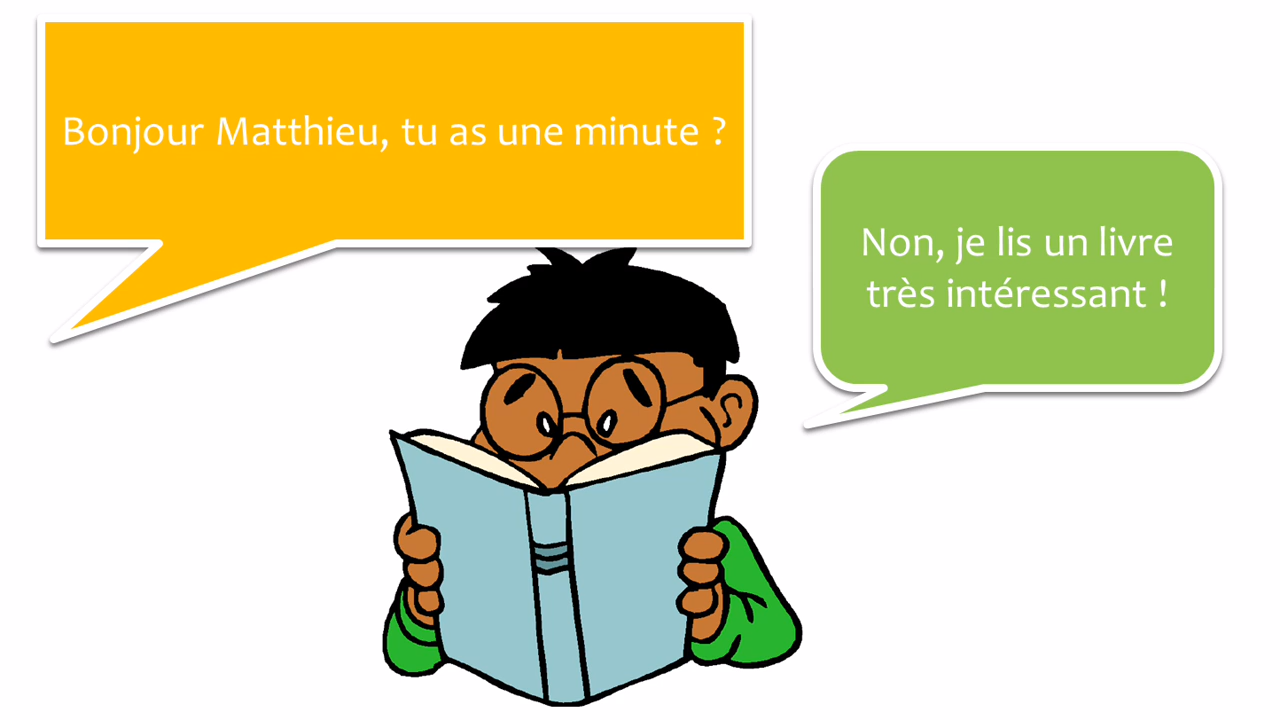 Bonjour Matthieu, tu as une minute ?
Non, je lis un livre
très intéressant !